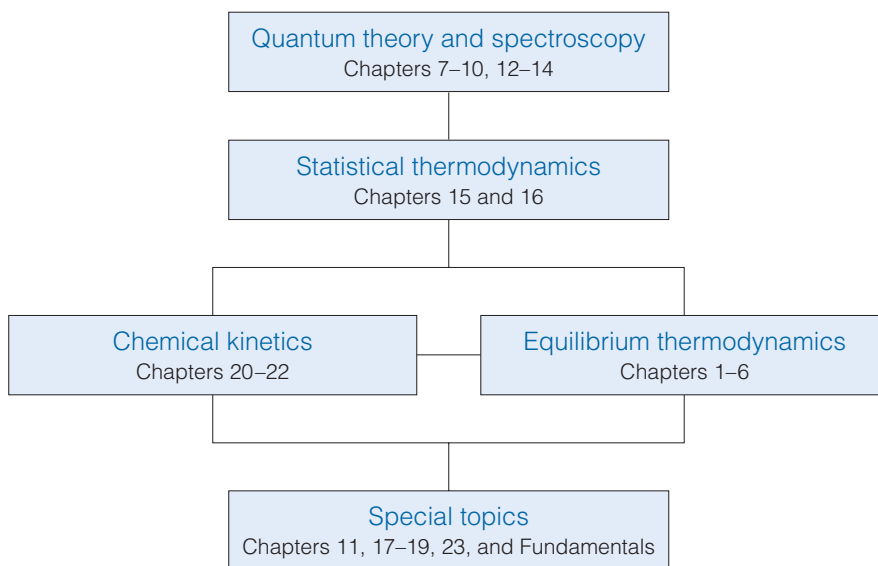 Quantum theory and spectroscopy
Chapters 7–10, 12–14
Statistical thermodynamics
Chapters 15 and 16
Chemical kinetics
Chapters 20–22
Equilibrium thermodynamics
Chapters 1–6
Special topics
Chapters 11, 17–19, 23, and Fundamentals